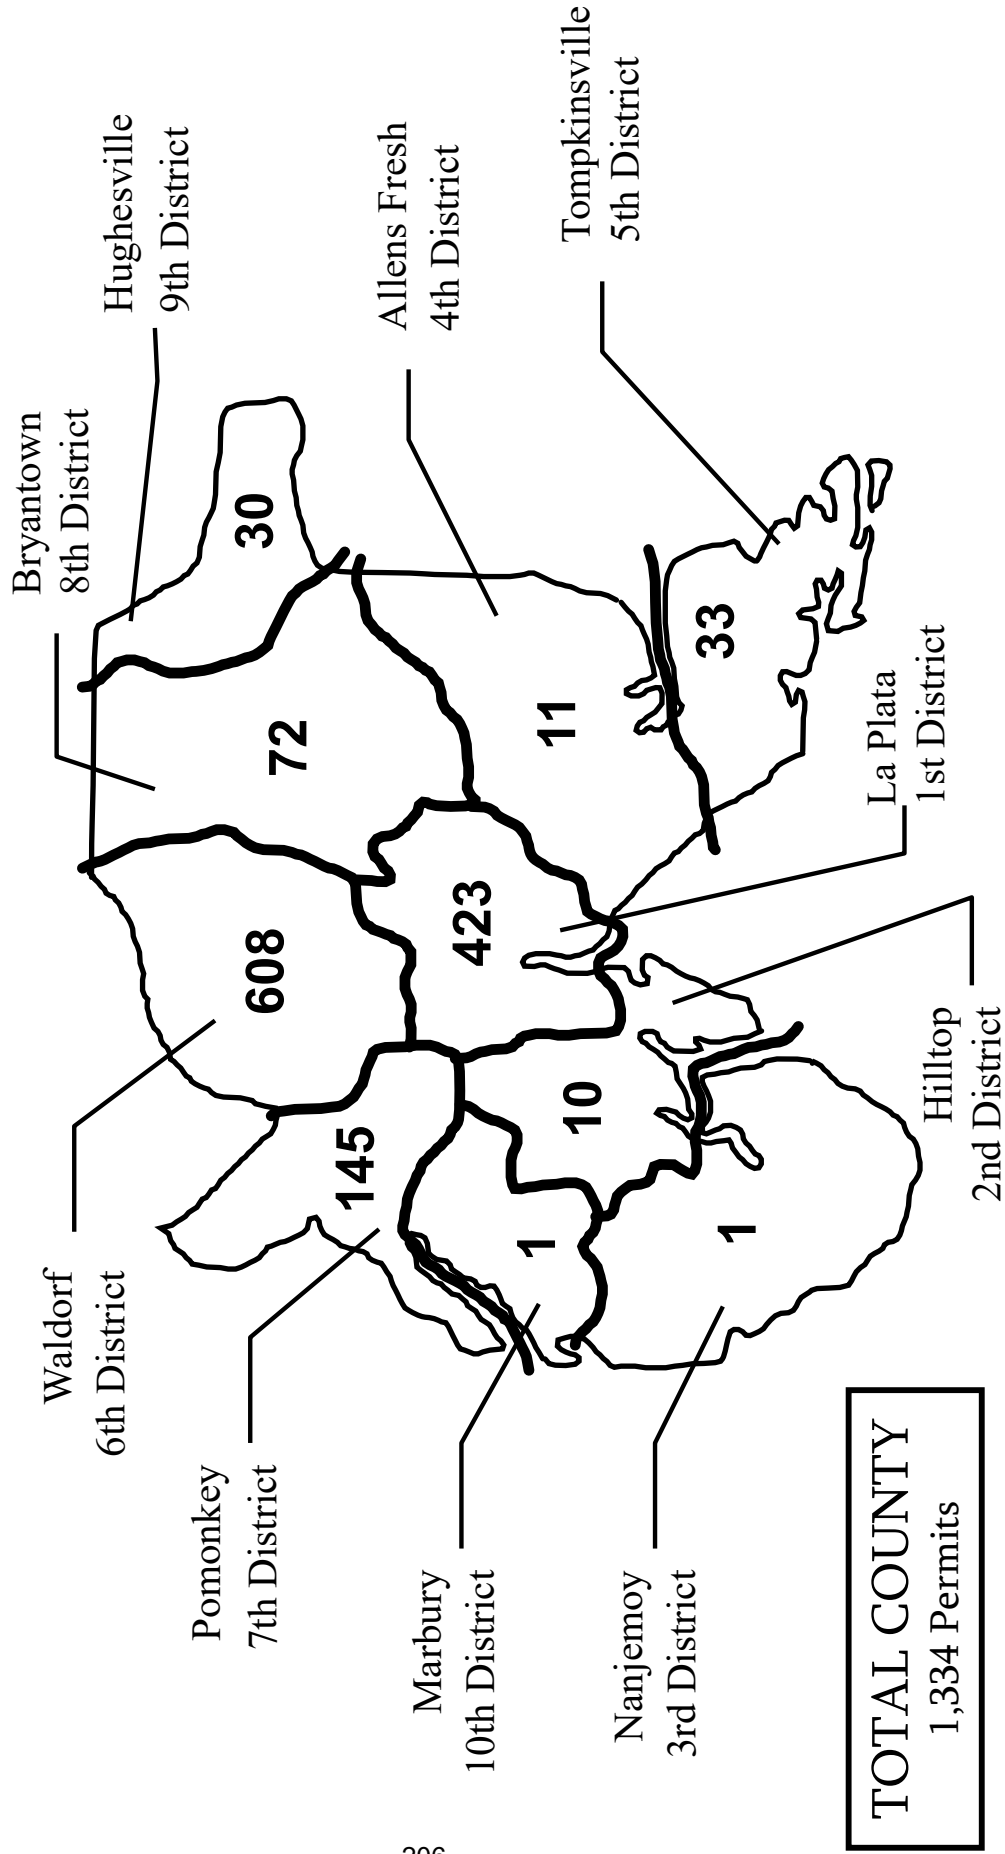 Bryantown
8th District
Hughesville
9th District
Waldorf
6th District
Pomonkey
7th District
Allens Fresh
4th District
Marbury
10th District
Tompkinsville
5th District
Nanjemoy
3rd District
La Plata
1st District
Hilltop
2nd District
30
72
608
145
423
11
10
1
33
1
TOTAL COUNTY
1,334 Permits